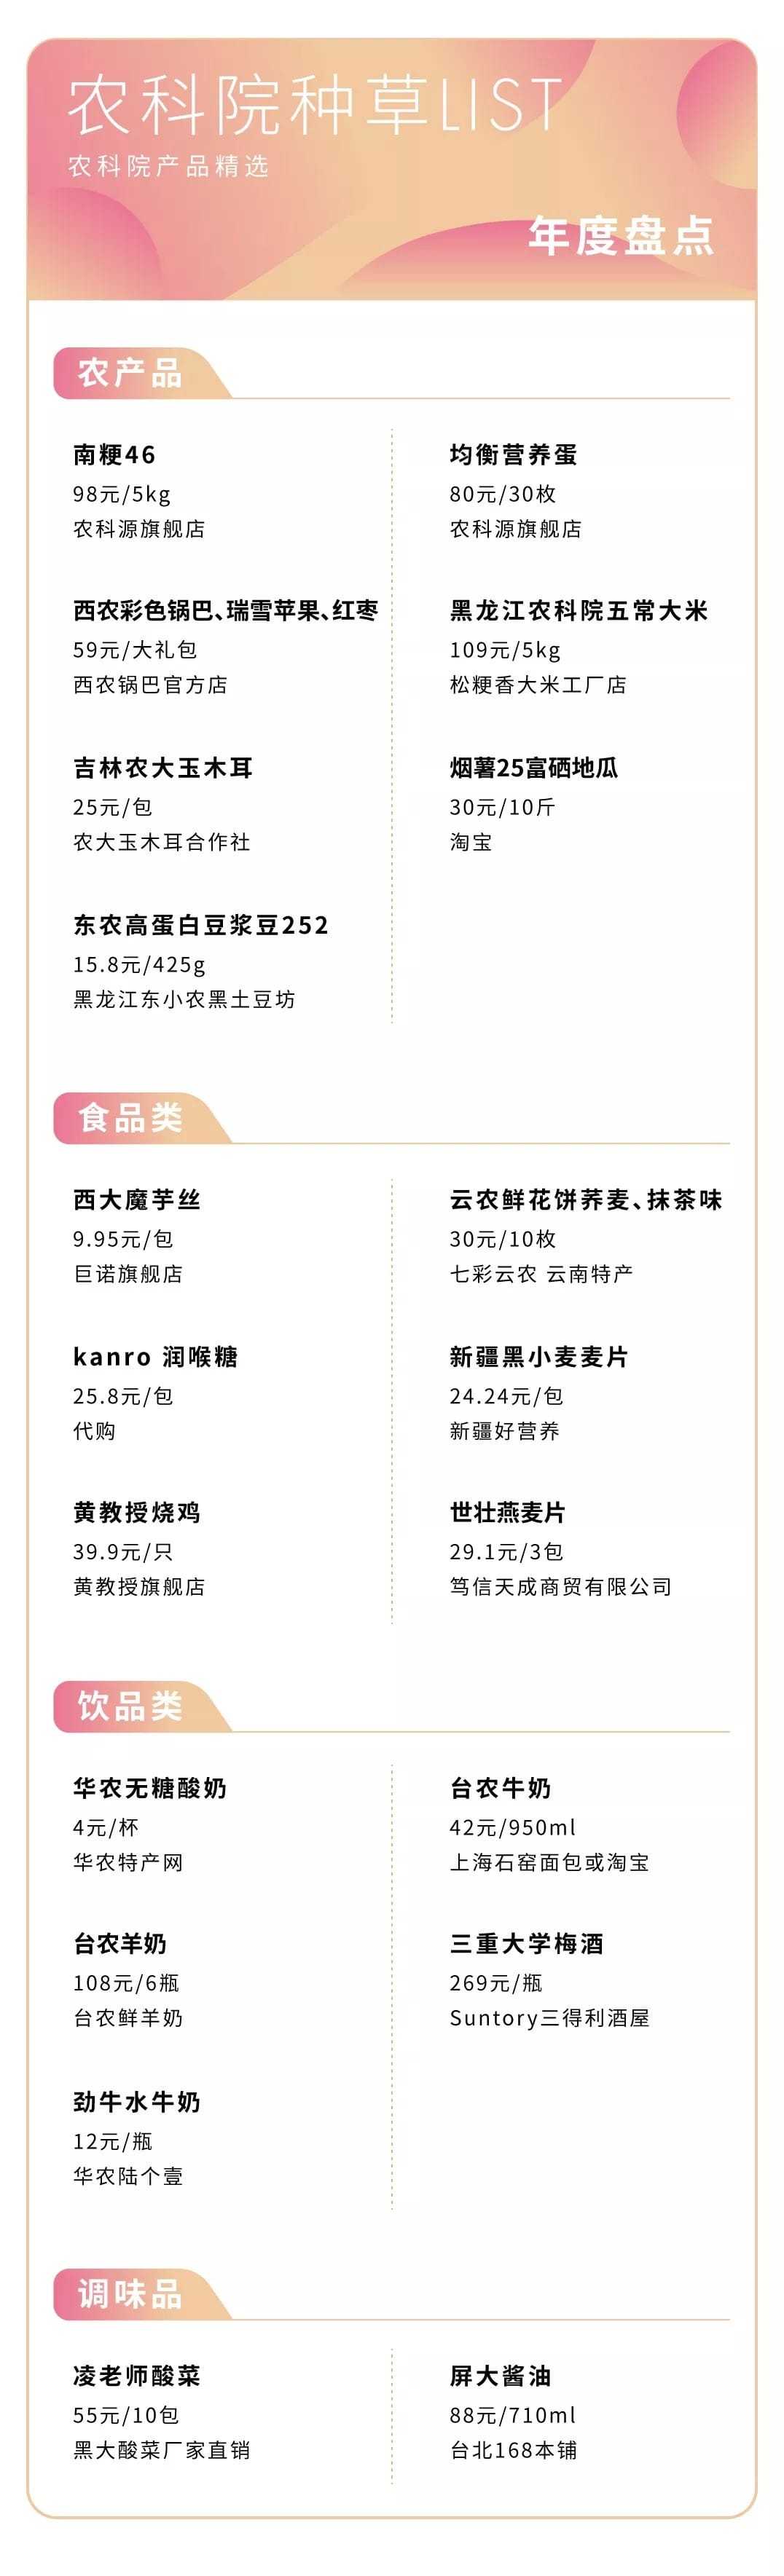 农科院种草LIST
农科院产品精选
年度盘点
农产品
南粳46
98元/5kg
农科源旗舰店
均衡营养蛋
80元/30枚
农科源旗舰店
西农彩色锅巴、瑞雪苹果、红枣
59元/大礼包
西农锅巴官方店
黑龙江农科院五常大米
109元/5kg
松粳香大米工厂店
吉林农大玉木耳
25元/包
农大玉木耳合作社
烟薯25富硒地瓜
30元/10斤
淘宝
东农高蛋白豆浆豆252
15.8元/425g
黑龙江东小农黑土豆坊
食品类
西大魔芋丝
9.95元/包
巨诺旗舰店
云农鲜花饼荞麦、抹茶味
30元/10枚
七彩云农 云南特产
kanro 润喉糖
25.8元/包
代购
新疆黑小麦麦片
24.24元/包
新疆好营养
黄教授烧鸡
39.9元/只
黄教授旗舰店
世壮燕麦片
29.1元/3包
笃信天成商贸有限公司
饮品类
华农无糖酸奶
4元/杯
华农特产网
台农牛奶
42元/950ml
上海石窑面包或淘宝
台农羊奶
108元/6瓶
台农鲜羊奶
三重大学梅酒
269元/瓶
Suntory三得利酒屋
劲牛水牛奶
12元/瓶
华农陆个壹
调味品
凌老师酸菜
55元/10包
黑大酸菜厂家直销
屏大酱油
88元/710ml
台北168本铺